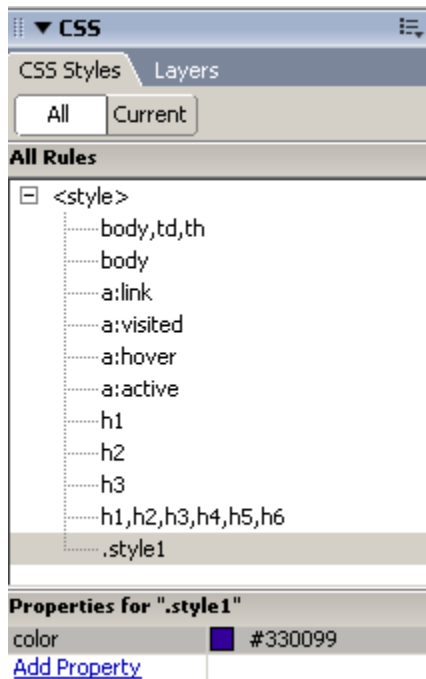 CSS
CSS Styles Layers
All Current
All Rules
<style>
body,td,th
body
a:link
a:visited
a:hover
a:active
h1
h2
h3
h1,h2,h3,h4,h5,h6
.style1
Properties for ".style1"
color #330099
Add Property